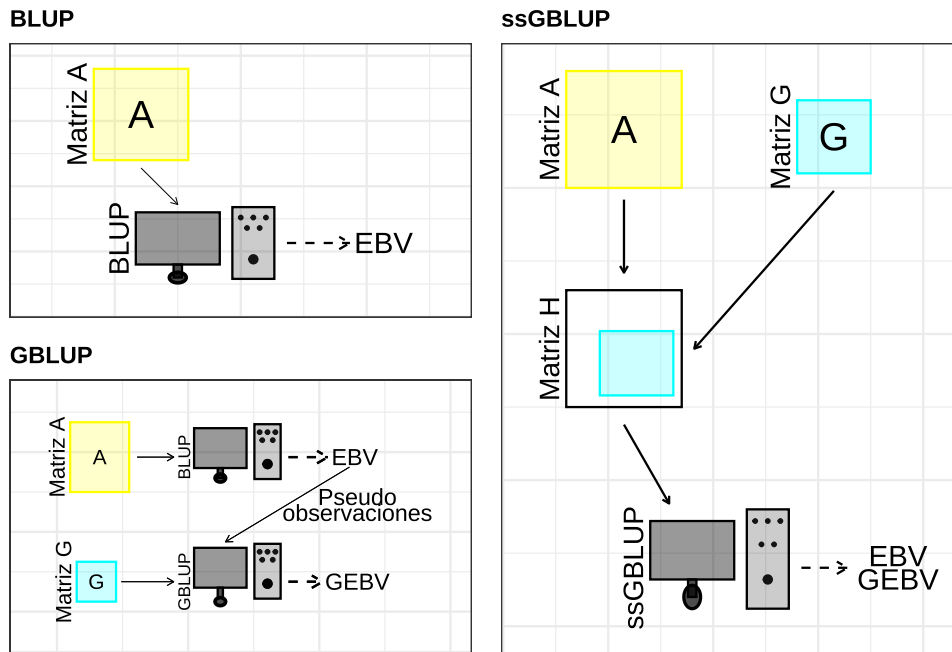 BLUP
Matriz A
A
BLUP
EBV
GBLUP
Matriz A
A
BLUP
EBV
Pseudo
observaciones
Matriz G
G
GBLUP
GEBV
ssGBLUP
Matriz A
A
Matriz G
G
Matriz H
ssGBLUP
EBV
GEBV